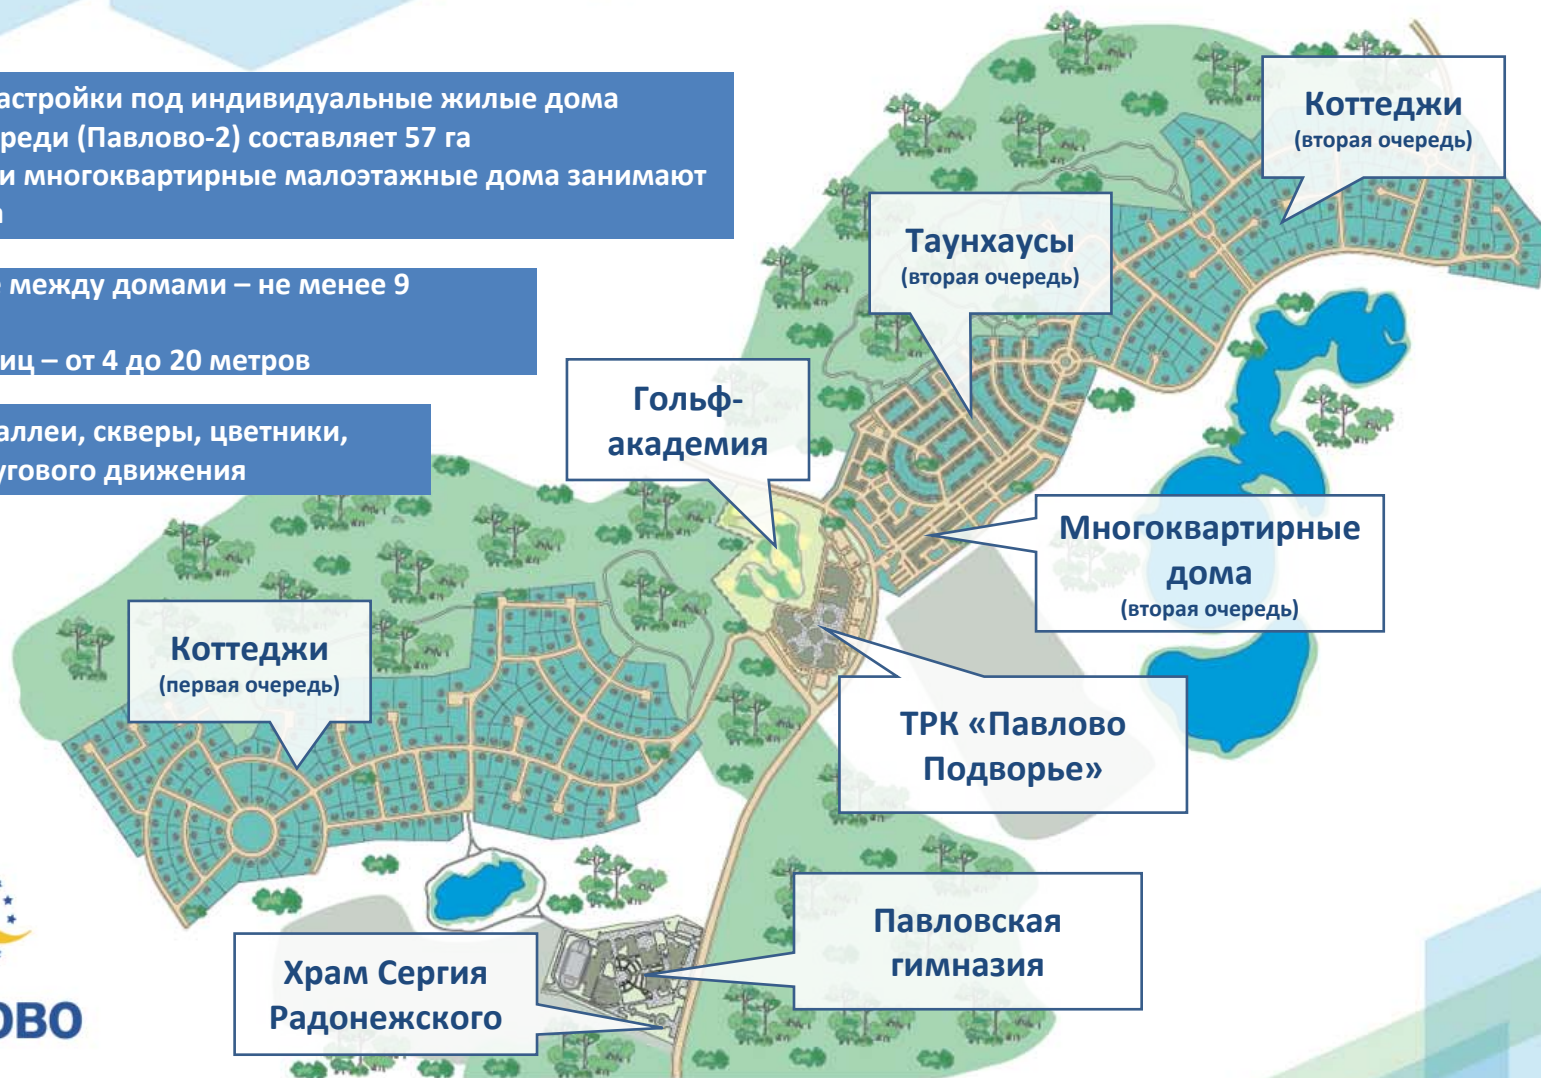 астройки под индивидуальные жилые дома
реди (Павлово-2) составляет 57 га
и многоквартирные малоэтажные дома занимают
а
е между домами – не менее 9
иц – от 4 до 20 метров
аллеи, скверы, цветники,
угового движения
Коттеджи
(вторая очередь)
Таунхаусы
(вторая очередь)
Гольф-
академия
Многоквартирные
дома
(вторая очередь)
Коттеджи
(первая очередь)
ТРК «Павлово
Подворье»
Павловская
гимназия
Храм Сергия
Радонежского
ОВО